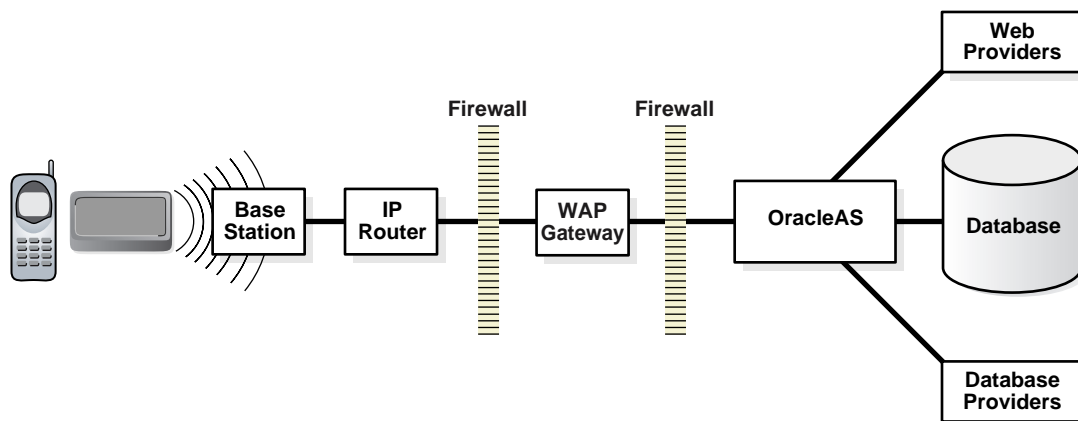 Web
Providers
Firewall
Firewall
Base
Station
IP
Router
WAP
Gateway
OracleAS
Database
Database
Providers